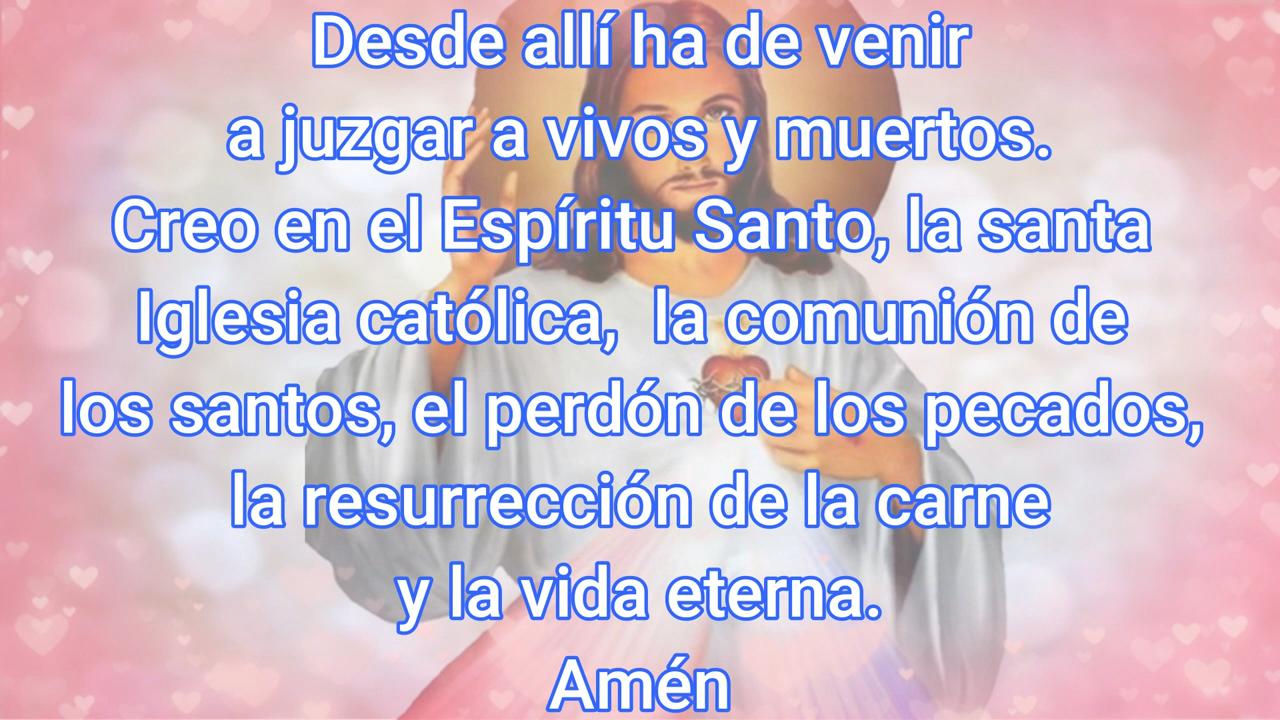 Desde allí ha de venir
a juzgar a vivos y muertos.
Creo en el Espíritu Santo, la santa
Iglesia católica,  la comunión de
los santos, el perdón de los pecados,
la resurrección de la carne
y la vida eterna.
Amén